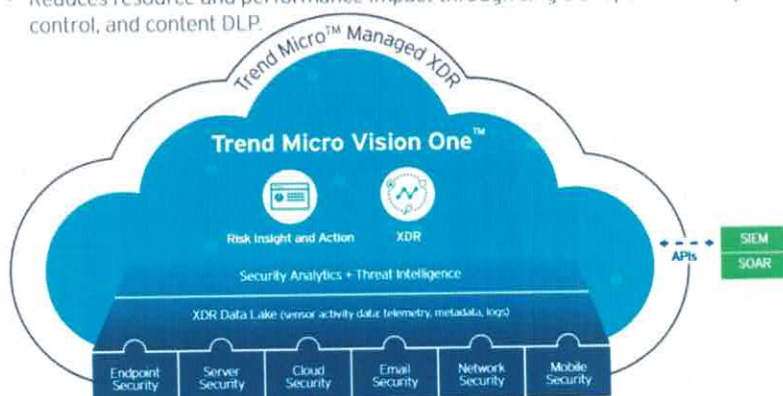 control, and content DLP.
Trend Micro™ Managed XDR
Trend Micro Vision One™
Risk Insight and Action
XDR
APIs
SIEM
SOAR
Security Analytics + Threat Intelligence
XDR Data Lake (sensor activity data: telemetry, metadata, logs)
Endpoint
Security
Server
Security
Cloud
Security
Email
Security
Network
Security
Mobile
Security